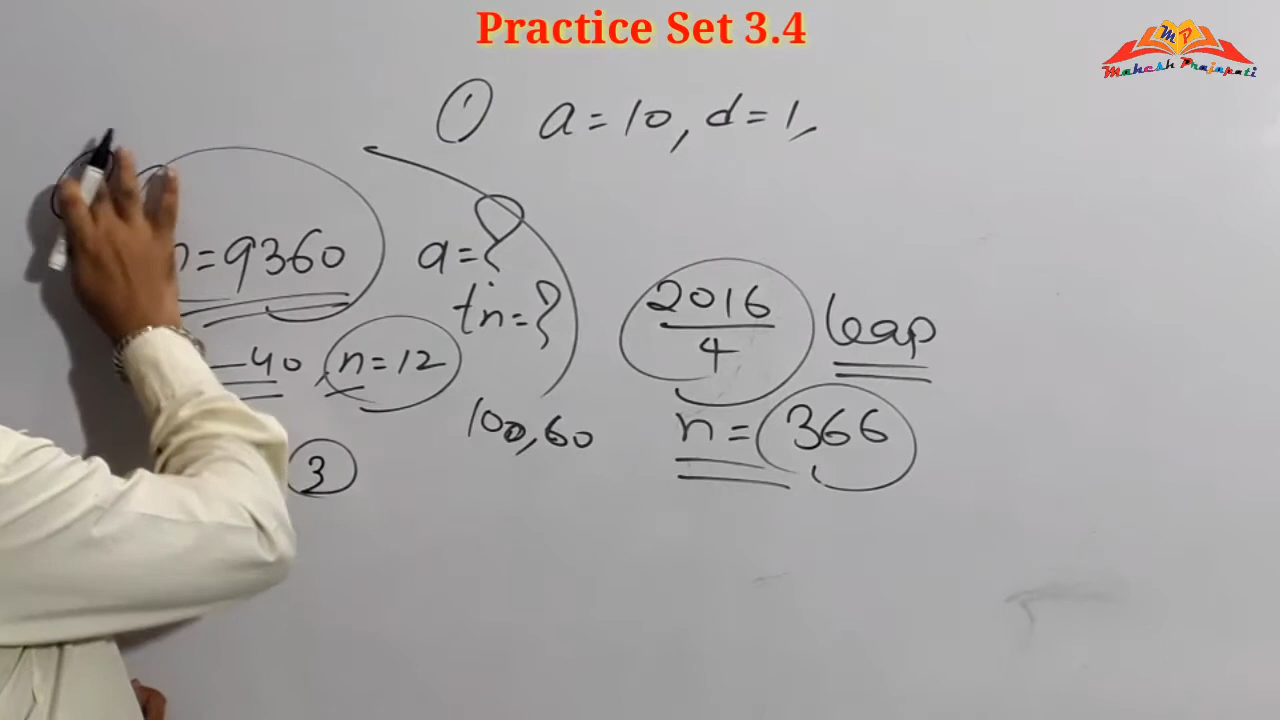 Practice Set 3.4
MP
Mahesh Prajapati
① a = 10, d = 1,
= 9360
a = ?
tn = ?
-40, n = 12
100, 60
③
2016
4
leap
n = 366